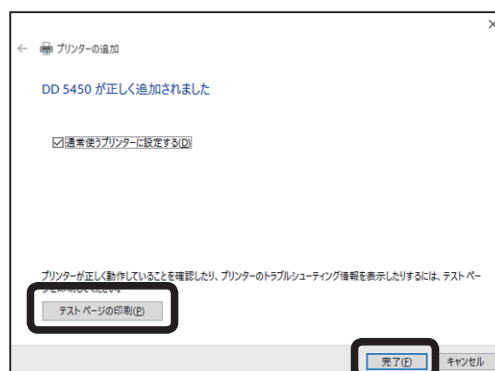 プリンターの追加
DD 5450 が正しく追加されました
通常使うプリンターに設定する(D)
プリンターが正しく動作していることを確認したり、プリンターのトラブルシューティング情報を表示したりするには、テスト ペー
テスト ページの印刷(P)
完了(F) キャンセル